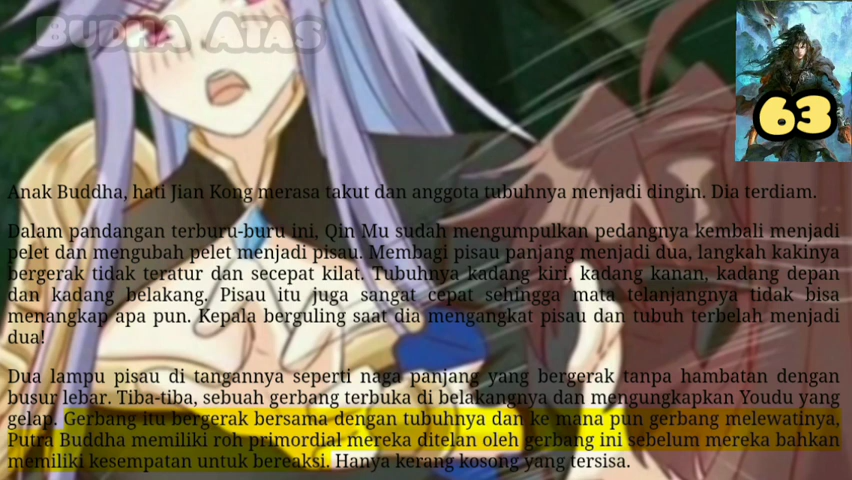 BUDHA ATAS
63
Anak Buddha, hati Jian Kong merasa takut dan anggota tubuhnya menjadi dingin. Dia terdiam.
Dalam pandangan terburu-buru ini, Qin Mu sudah mengumpulkan pedangnya kembali menjadi
pelet dan mengubah pelet menjadi pisau. Membagi pisau panjang menjadi dua, langkah kakinya
bergerak tidak teratur dan secepat kilat. Tubuhnya kadang kiri, kadang kanan, kadang depan
dan kadang belakang. Pisau itu juga sangat cepat sehingga mata telanjangnya tidak bisa
menangkap apa pun. Kepala berguling saat dia mengangkat pisau dan tubuh terbelah menjadi
dua!
Dua lampu pisau di tangannya seperti naga panjang yang bergerak tanpa hambatan dengan
busur lebar. Tiba-tiba, sebuah gerbang terbuka di belakangnya dan mengungkapkan Youdu yang
gelap. Gerbang itu bergerak bersama dengan tubuhnya dan ke mana pun gerbang melewatinya,
Putra Buddha memiliki roh primordial mereka ditelan oleh gerbang ini sebelum mereka bahkan
memiliki kesempatan untuk bereaksi. Hanya kerang kosong yang tersisa.